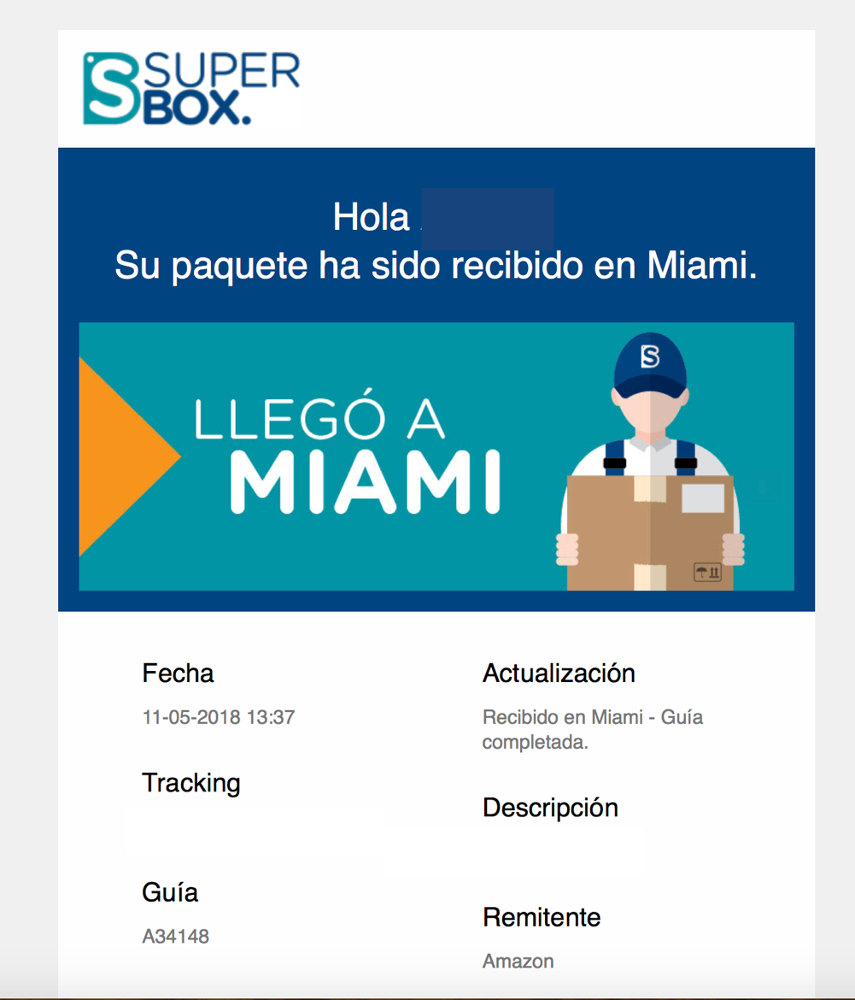 SUPER
BOX.
Hola
Su paquete ha sido recibido en Miami.
S
LLEGÓ A
MIAMI
Fecha
11-05-2018 13:37
Tracking
Guía
A34148
Actualización
Recibido en Miami - Guía
completada.
Descripción
Remitente
Amazon